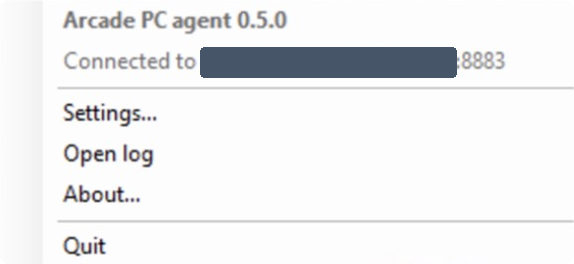 Arcade PC agent 0.5.0
Connected to :8883
Settings...
Open log
About...
Quit